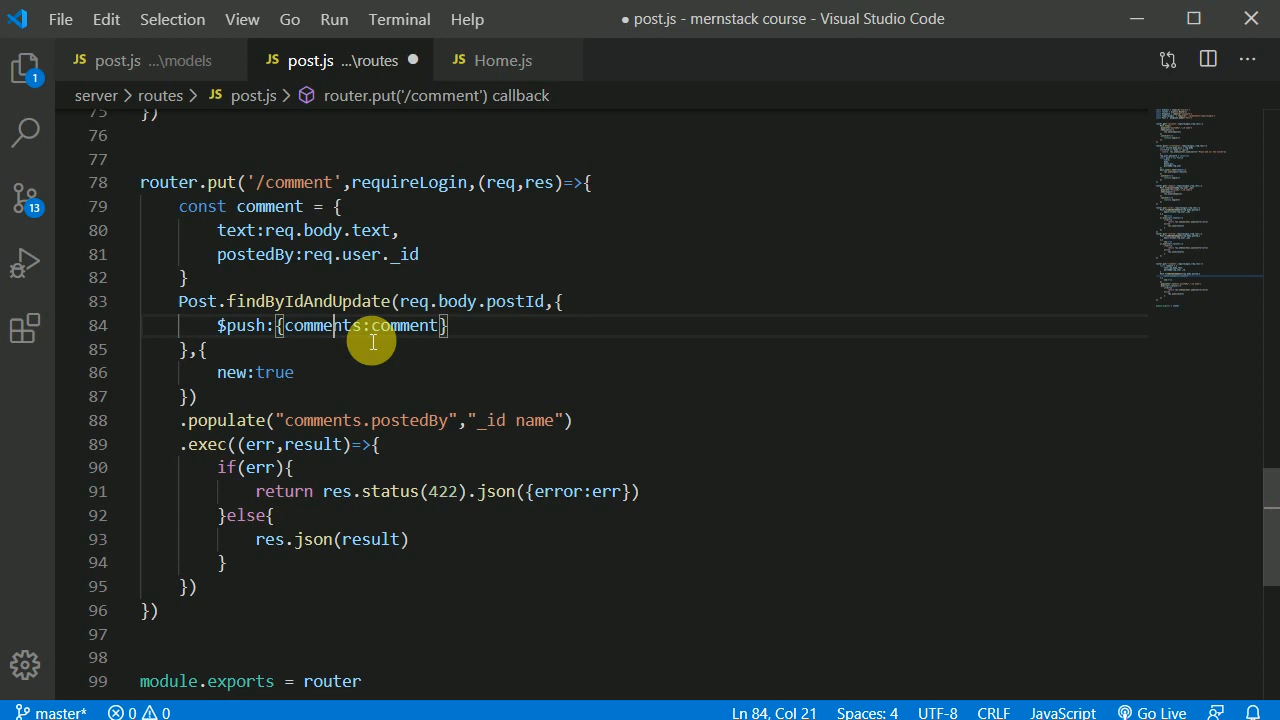 File Edit Selection View Go Run Terminal Help ● post.js - mernstack course - Visual Studio Code
JS post.js ...\models JS post.js ...\routes JS Home.js
server > routes > JS post.js > router.put('/comment') callback
1
13
75 })
76
77
78 router.put('/comment',requireLogin,(req,res)=>{
79 const comment = {
80 text:req.body.text,
81 postedBy:req.user._id
82 }
83 Post.findByIdAndUpdate(req.body.postId,{
84 $push:{comments:comment}
85 },{
86 new:true
87 })
88 .populate("comments.postedBy","_id name")
89 .exec((err,result)=>{
90 if(err){
91 return res.status(422).json({error:err})
92 }else{
93 res.json(result)
94 }
95 })
96 })
97
98
99 module.exports = router
master* 0 0 Ln 84, Col 21 Spaces: 4 UTF-8 CRLF JavaScript Go Live